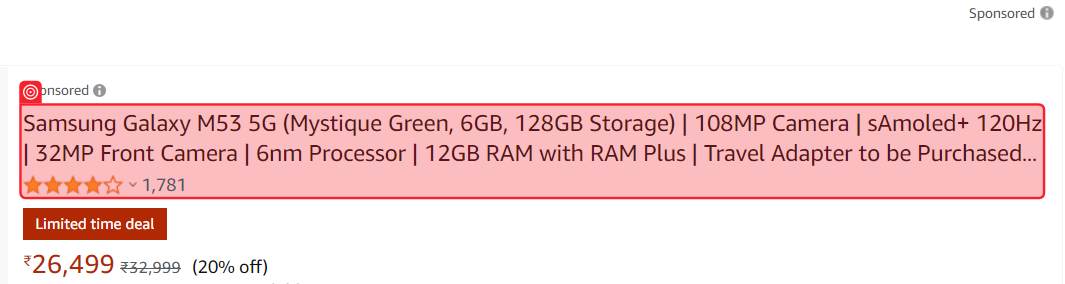 Sponsored
Sponsored
Samsung Galaxy M53 5G (Mystique Green, 6GB, 128GB Storage) | 108MP Camera | sAmoled+ 120Hz
| 32MP Front Camera | 6nm Processor | 12GB RAM with RAM Plus | Travel Adapter to be Purchased...
1,781
Limited time deal
₹26,499 ₹32,999 (20% off)